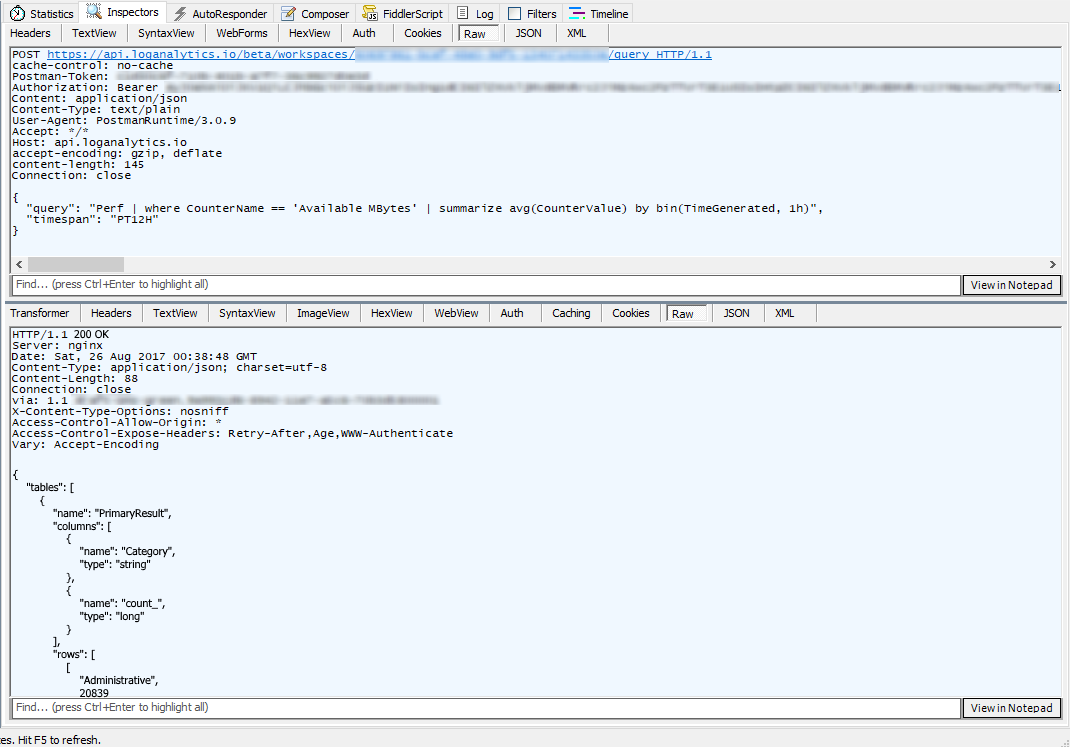 Statistics Inspectors AutoResponder Composer FiddlerScript Log Filters Timeline
Headers TextView SyntaxView WebForms HexView Auth Cookies Raw JSON XML
POST https://api.loganalytics.io/beta/workspaces/ /query HTTP/1.1
cache-control: no-cache
Postman-Token:
Authorization: Bearer
Content: application/json
Content-Type: text/plain
User-Agent: PostmanRuntime/3.0.9
Accept: */*
Host: api.loganalytics.io
accept-encoding: gzip, deflate
content-length: 145
Connection: close
{
"query": "Perf | where CounterName == 'Available MBytes' | summarize avg(CounterValue) by bin(TimeGenerated, 1h)",
"timespan": "PT12H"
}
Find... (press Ctrl+Enter to highlight all) View in Notepad
Transformer Headers TextView SyntaxView ImageView HexView WebView Auth Caching Cookies Raw JSON XML
HTTP/1.1 200 OK
Server: nginx
Date: Sat, 26 Aug 2017 00:38:48 GMT
Content-Type: application/json; charset=utf-8
Content-Length: 88
Connection: close
Via: 1.1
X-Content-Type-Options: nosniff
Access-Control-Allow-Origin: *
Access-Control-Expose-Headers: Retry-After,Age,WWW-Authenticate
Vary: Accept-Encoding
{
"tables": [
{
"name": "PrimaryResult",
"columns": [
{
"name": "Category",
"type": "string"
},
{
"name": "count_",
"type": "long"
}
],
"rows": [
[
"Administrative",
20839
Find... (press Ctrl+Enter to highlight all) View in Notepad
es. Hit F5 to refresh.